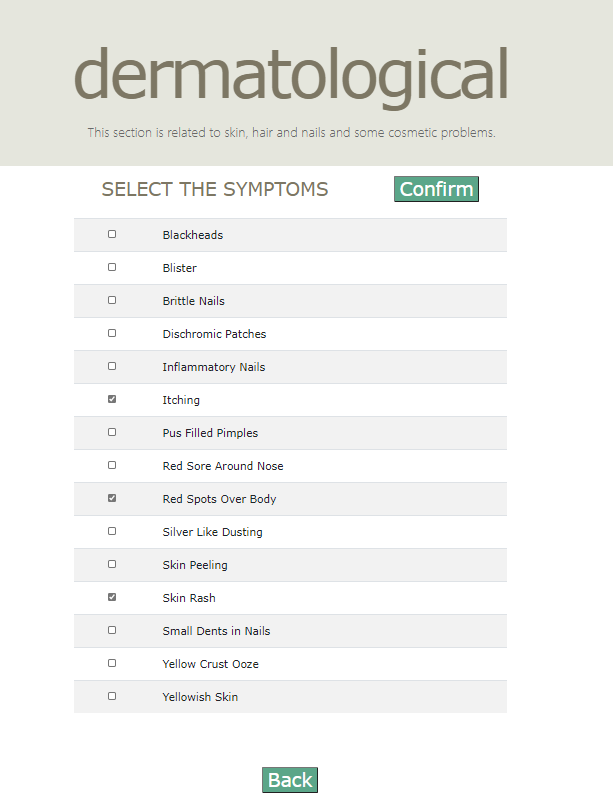 dermatological
This section is related to skin, hair and nails and some cosmetic problems.
SELECT THE SYMPTOMS Confirm
Blackheads
Blister
Brittle Nails
Dischromic Patches
Inflammatory Nails
Itching
Pus Filled Pimples
Red Sore Around Nose
Red Spots Over Body
Silver Like Dusting
Skin Peeling
Skin Rash
Small Dents in Nails
Yellow Crust Ooze
Yellowish Skin
Back